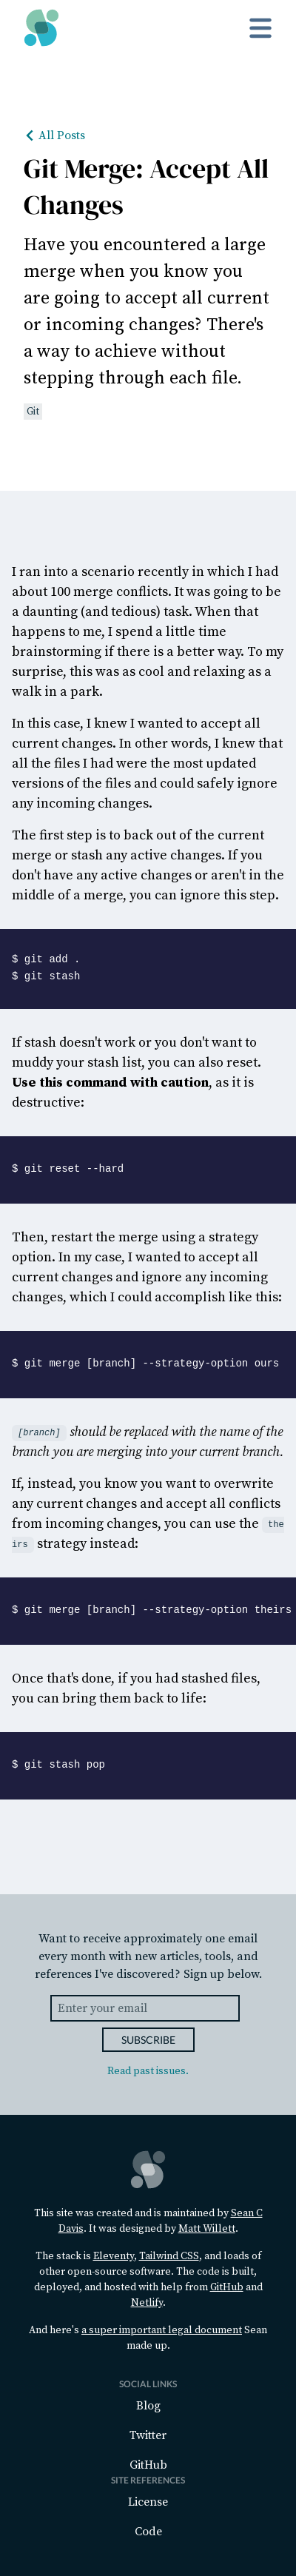 All Posts
Git Merge: Accept All
Changes
Have you encountered a large
merge when you know you
are going to accept all current
or incoming changes? There's
a way to achieve without
stepping through each file.
Git
I ran into a scenario recently in which I had
about 100 merge conflicts. It was going to be
a daunting (and tedious) task. When that
happens to me, I spend a little time
brainstorming if there is a better way. To my
surprise, this was as cool and relaxing as a
walk in a park.
In this case, I knew I wanted to accept all
current changes. In other words, I knew that
all the files I had were the most updated
versions of the files and could safely ignore
any incoming changes.
The first step is to back out of the current
merge or stash any active changes. If you
don't have any active changes or aren't in the
middle of a merge, you can ignore this step.
$ git add .
$ git stash
If stash doesn't work or you don't want to
muddy your stash list, you can also reset.
Use this command with caution, as it is
destructive:
$ git reset --hard
Then, restart the merge using a strategy
option. In my case, I wanted to accept all
current changes and ignore any incoming
changes, which I could accomplish like this:
$ git merge [branch] --strategy-option ours
[branch] should be replaced with the name of the
branch you are merging into your current branch.
If, instead, you know you want to overwrite
any current changes and accept all conflicts
from incoming changes, you can use the the
irs strategy instead:
$ git merge [branch] --strategy-option theirs
Once that's done, if you had stashed files,
you can bring them back to life:
$ git stash pop
Want to receive approximately one email
every month with new articles, tools, and
references I've discovered? Sign up below.
Enter your email
SUBSCRIBE
Read past issues.
This site was created and is maintained by Sean C
Davis. It was designed by Matt Willett.
The stack is Eleventy, Tailwind CSS, and loads of
other open-source software. The code is built,
deployed, and hosted with help from GitHub and
Netlify.
And here's a super important legal document Sean
made up.
SOCIAL LINKS
Blog
Twitter
GitHub
SITE REFERENCES
License
Code